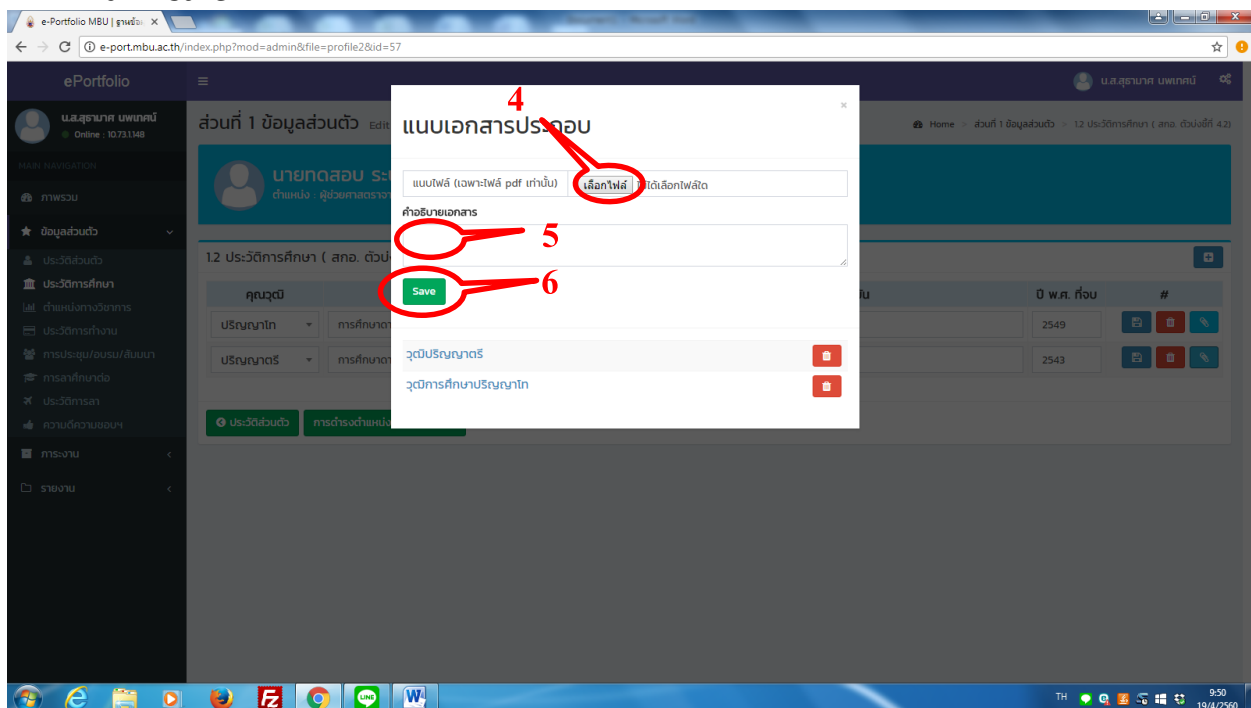 e-Portfolio MBU | ฐานข้อ
e-port.mbu.ac.th/index.php?mod=admin&file=profile2&id=57
ePortfolio
น.ส.สุธามาศ นพเทศน์
น.ส.สุธามาศ นพเทศน์
Online : 10.73.1.148
ส่วนที่ 1 ข้อมูลส่วนตัว Edit
Home > ส่วนที่ 1 ข้อมูลส่วนตัว > 1.2 ประวัติการศึกษา ( สกอ. ตัวบ่งชี้ที่ 4.2)
MAIN NAVIGATION
ภาพรวม
ข้อมูลส่วนตัว
ประวัติส่วนตัว
ประวัติการศึกษา
ตำแหน่งทางวิชาการ
ประวัติการทำงาน
การประชุม/อบรม/สัมมนา
การลาศึกษาต่อ
ประวัติการลา
ความดีความชอบฯ
ภาระงาน
รายงาน
นายทดสอบ ระ
ตำแหน่ง : ผู้ช่วยศาสตราจา
4
แนบเอกสารประกอบ
×
แนบไฟล์ (เฉพาะไฟล์ pdf เท่านั้น)
เลือกไฟล์ ไม่ได้เลือกไฟล์ใด
คำอธิบายเอกสาร
5
Save
6
วุฒิปริญญาตรี
วุฒิการศึกษาปริญญาโท
1.2 ประวัติการศึกษา ( สกอ. ตัวบ่
คุณวุฒิ
ปี พ.ศ. ที่จบ
#
ปริญญาโท
การศึกษา
2549
ปริญญาตรี
การศึกษา
2543
ประวัติส่วนตัว
การดำรงตำแหน่ง
LINE
TH
9:50
19/4/2560